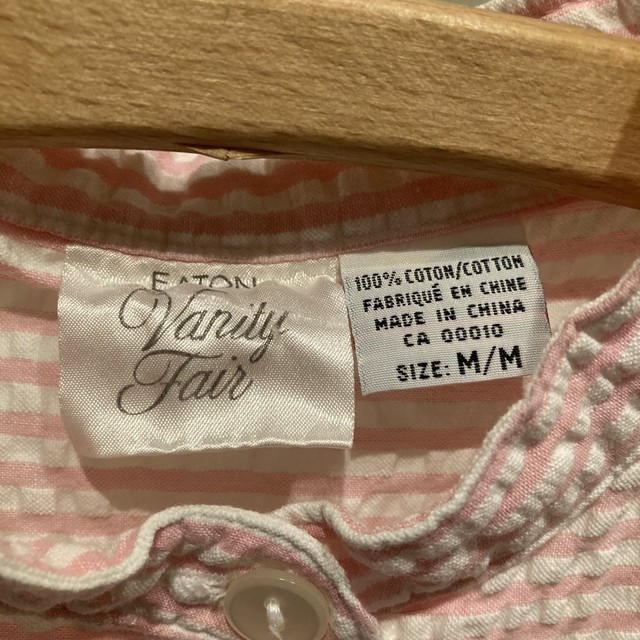 EATON
Vanity
Fair
100% COTON/COTTON
FABRIQUÉ EN CHINE
MADE IN CHINA
CA 00010
SIZE: M/M